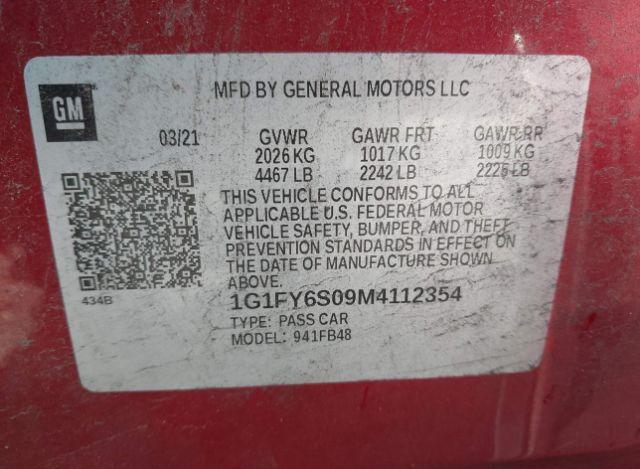 GM
MFD BY GENERAL MOTORS LLC
03/21 GVWR GAWR FRT GAWR RR
2026 KG 1017 KG 1009 KG
4467 LB 2242 LB 2225 LB
THIS VEHICLE CONFORMS TO ALL
APPLICABLE U.S. FEDERAL MOTOR
VEHICLE SAFETY, BUMPER, AND THEFT
PREVENTION STANDARDS IN EFFECT ON
THE DATE OF MANUFACTURE SHOWN
ABOVE.
434B
1G1FY6S09M4112354
TYPE: PASS CAR
MODEL: 941FB48